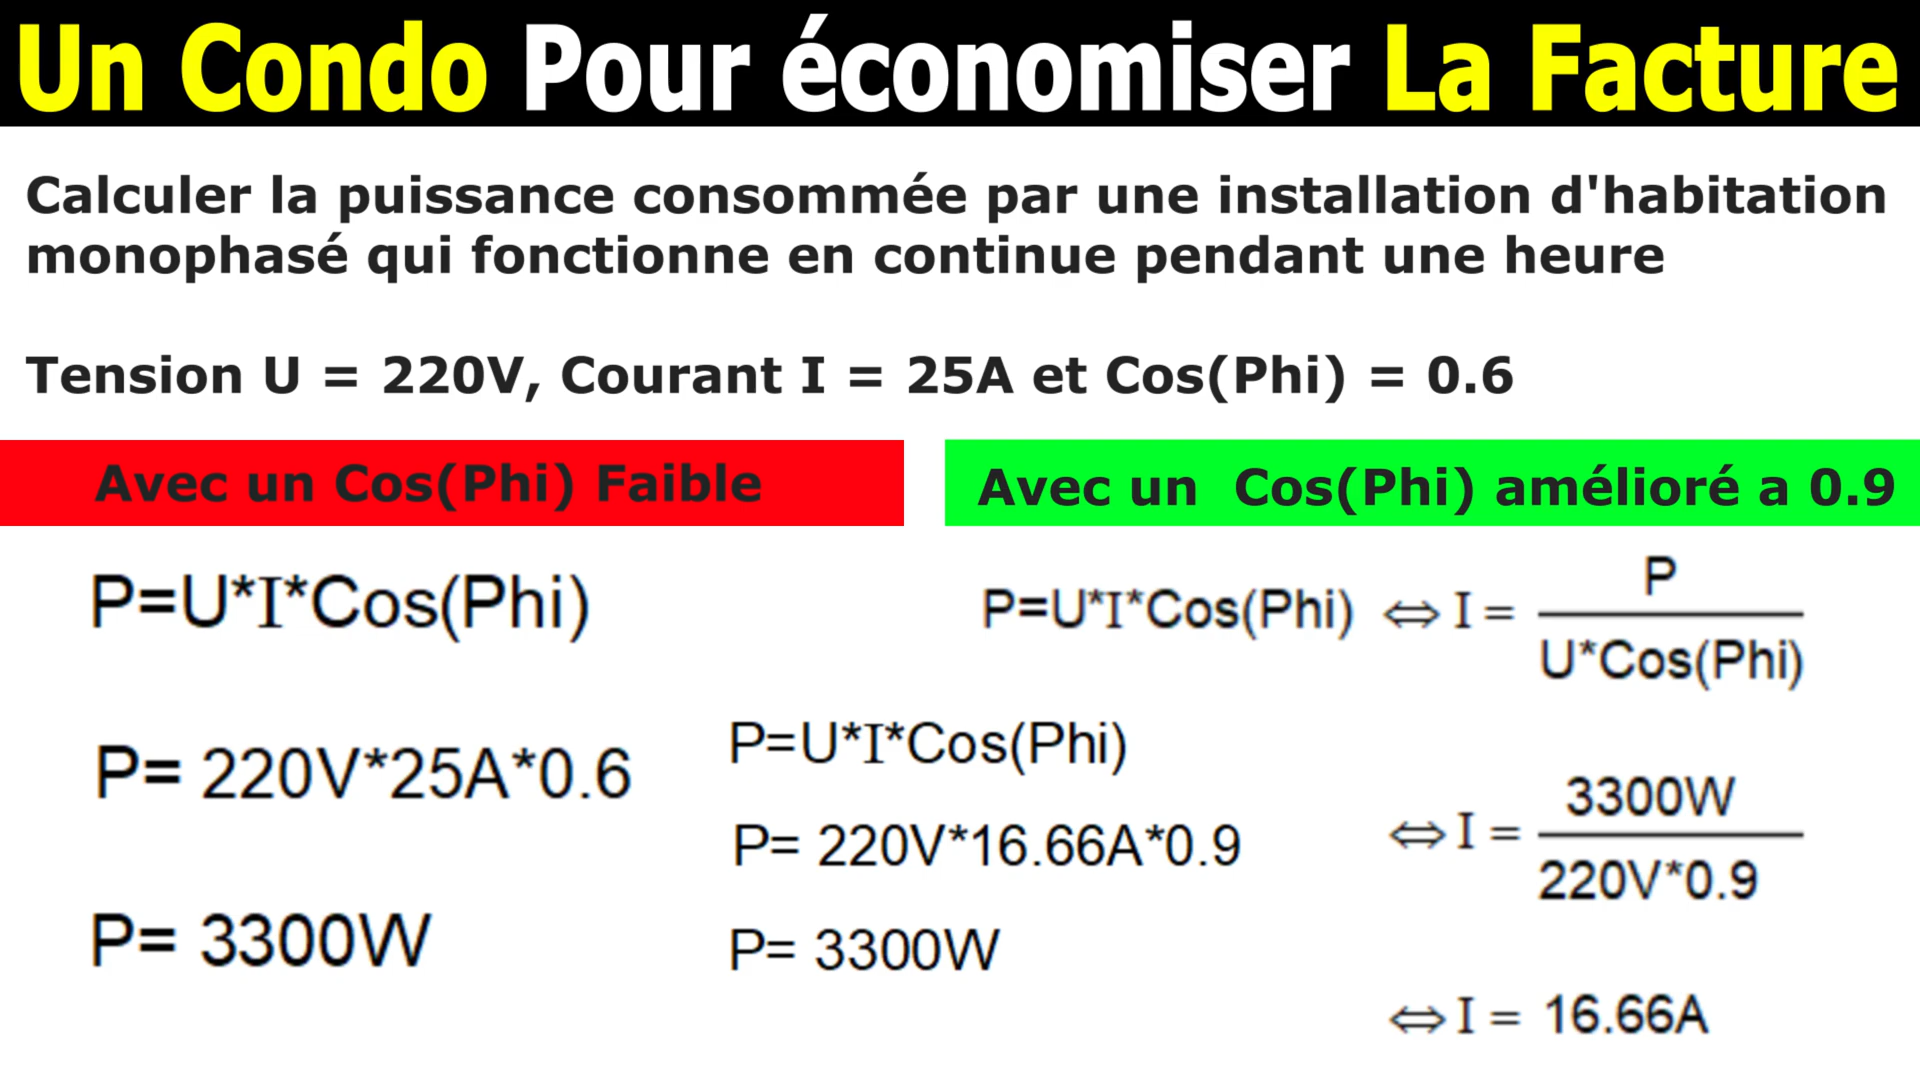 Un Condo Pour économiser La Facture
Calculer la puissance consommée par une installation d'habitation
monophasé qui fonctionne en continue pendant une heure
Tension U = 220V, Courant I = 25A et Cos(Phi) = 0.6
Avec un Cos(Phi) Faible
P=U*I*Cos(Phi)
P= 220V*25A*0.6
P= 3300W
Avec un  Cos(Phi) amélioré a 0.9
P=U*I*Cos(Phi) ⇔ I =
P
U*Cos(Phi)
⇔ I =
3300W
220V*0.9
⇔ I = 16.66A
P=U*I*Cos(Phi)
P= 220V*16.66A*0.9
P= 3300W